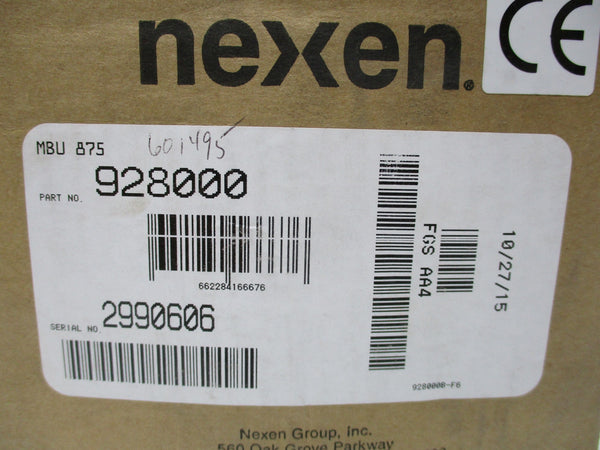 nexen®
CE
MBU 875 601495
PART NO. 928000
662284166676
SERIAL NO. 2990606
FGS AA4
10/27/15
928000B-F6
Nexen Group, Inc.
560 Oak Grove Parkway